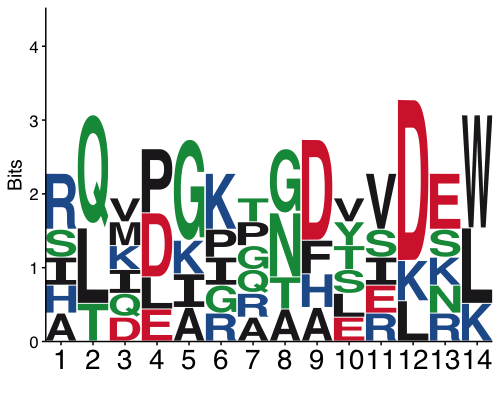 4
3
2
1
0
Bits
R S I H A
Q L T
V M K I Q D
P D L E
G K I A
K P I G R
T P G Q R A
G N T A
D F H A
V Y T S L E
V S I E R
D K L
E S K N R
W L K
1 2 3 4 5 6 7 8 9 10 11 12 13 14